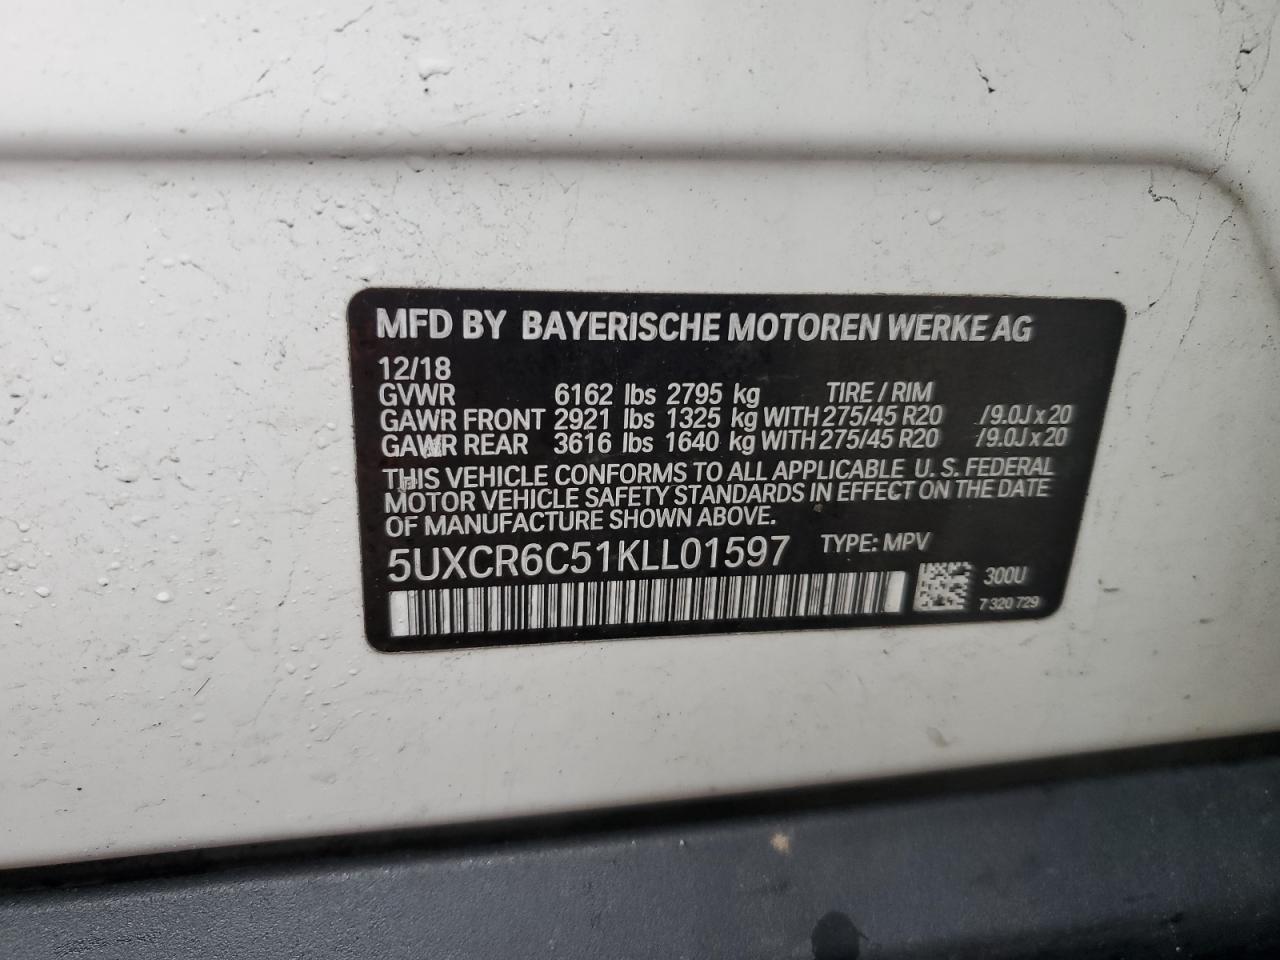 MFD BY BAYERISCHE MOTOREN WERKE AG
12/18
GVWR 6162 lbs 2795 kg TIRE / RIM
GAWR FRONT 2921 lbs 1325 kg WITH 275/45 R20 /9.0J x 20
GAWR REAR 3616 lbs 1640 kg WITH 275/45 R20 /9.0J x 20
THIS VEHICLE CONFORMS TO ALL APPLICABLE U. S. FEDERAL
MOTOR VEHICLE SAFETY STANDARDS IN EFFECT ON THE DATE
OF MANUFACTURE SHOWN ABOVE.
5UXCR6C51KLL01597 TYPE: MPV
300U
7 320 729